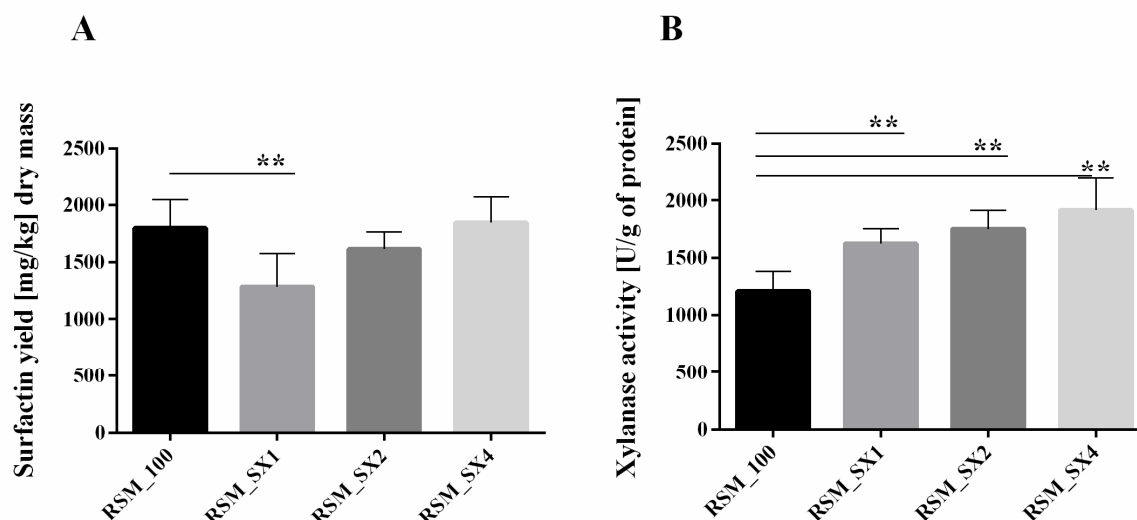 A
Surfactin yield [mg/kg] dry mass
2500
2000
1500
1000
500
0
**
RSM_100
RSM_SX1
RSM_SX2
RSM_SX4
B
Xylanase activity [U/g of protein]
2500
2000
1500
1000
500
0
**
**
**
RSM_100
RSM_SX1
RSM_SX2
RSM_SX4